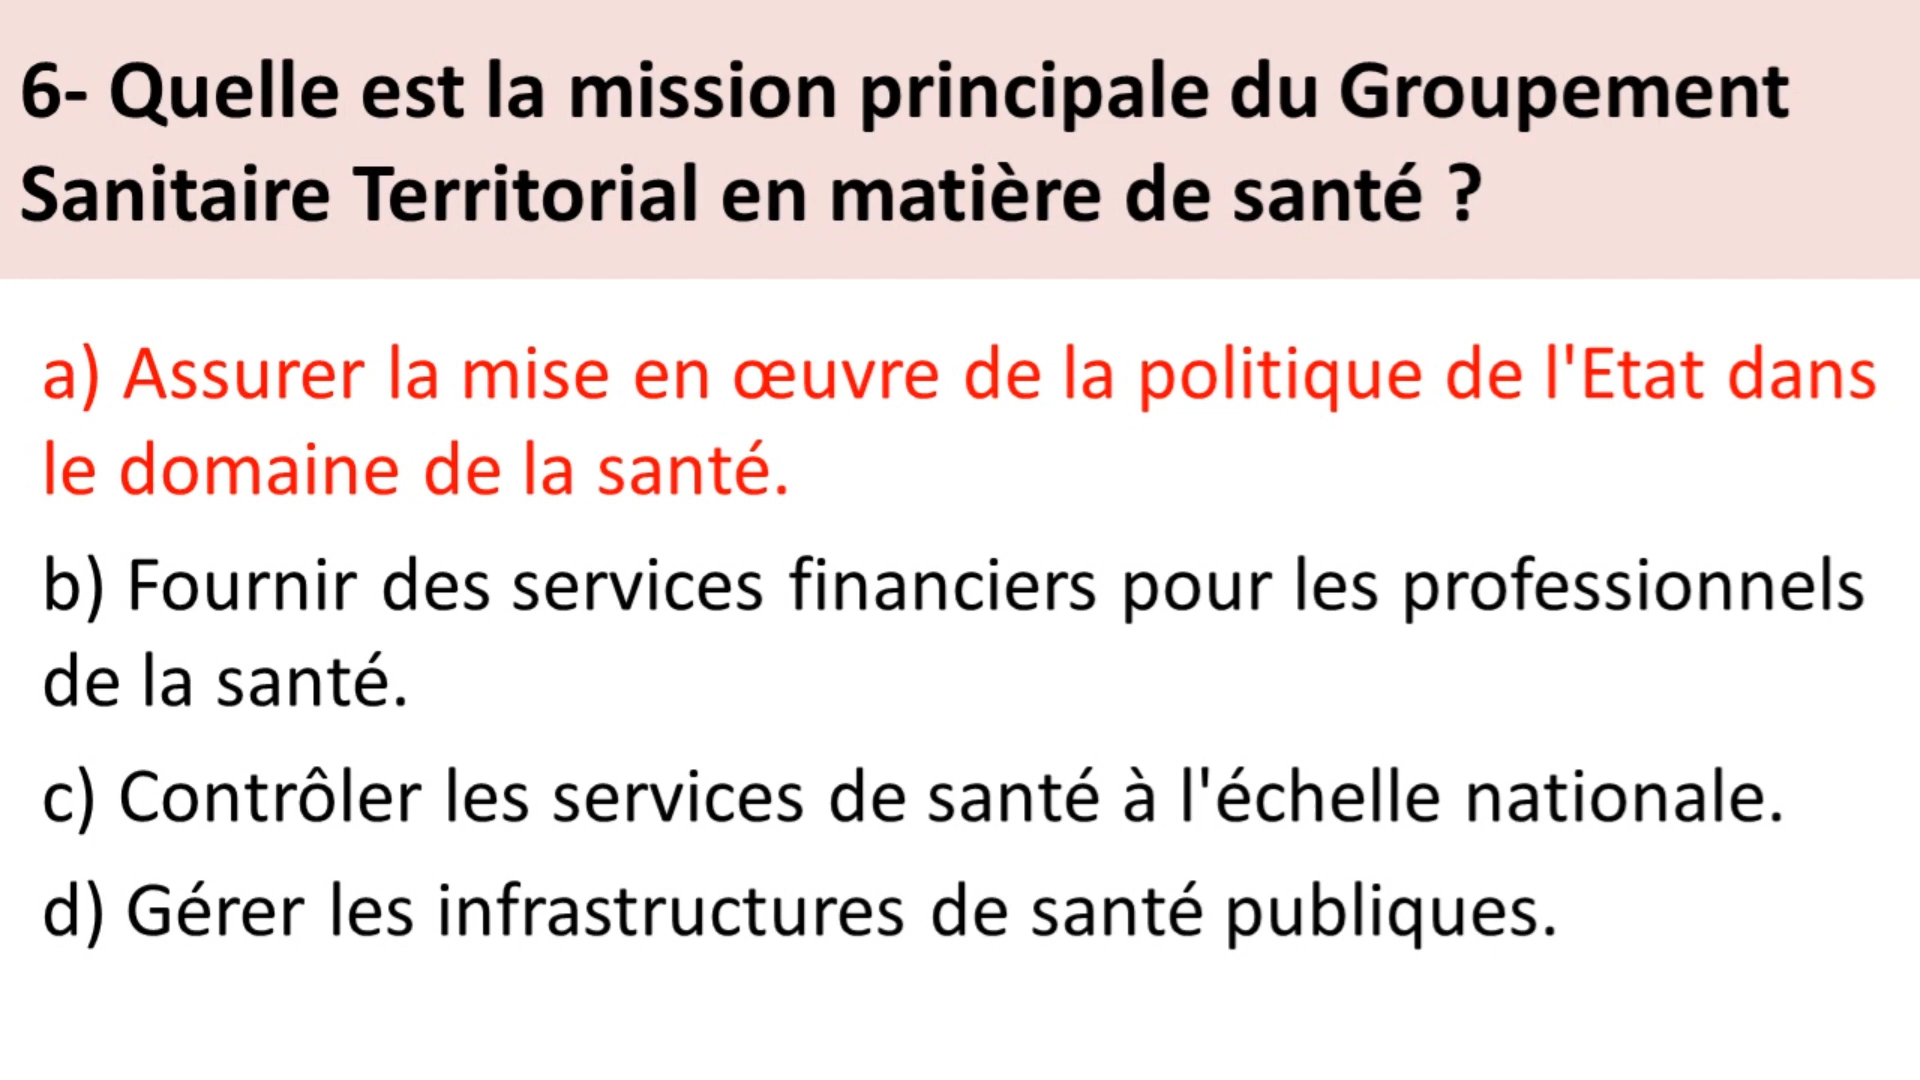 6- Quelle est la mission principale du Groupement
Sanitaire Territorial en matière de santé ?
a) Assurer la mise en œuvre de la politique de l'Etat dans
le domaine de la santé.
b) Fournir des services financiers pour les professionnels
de la santé.
c) Contrôler les services de santé à l'échelle nationale.
d) Gérer les infrastructures de santé publiques.